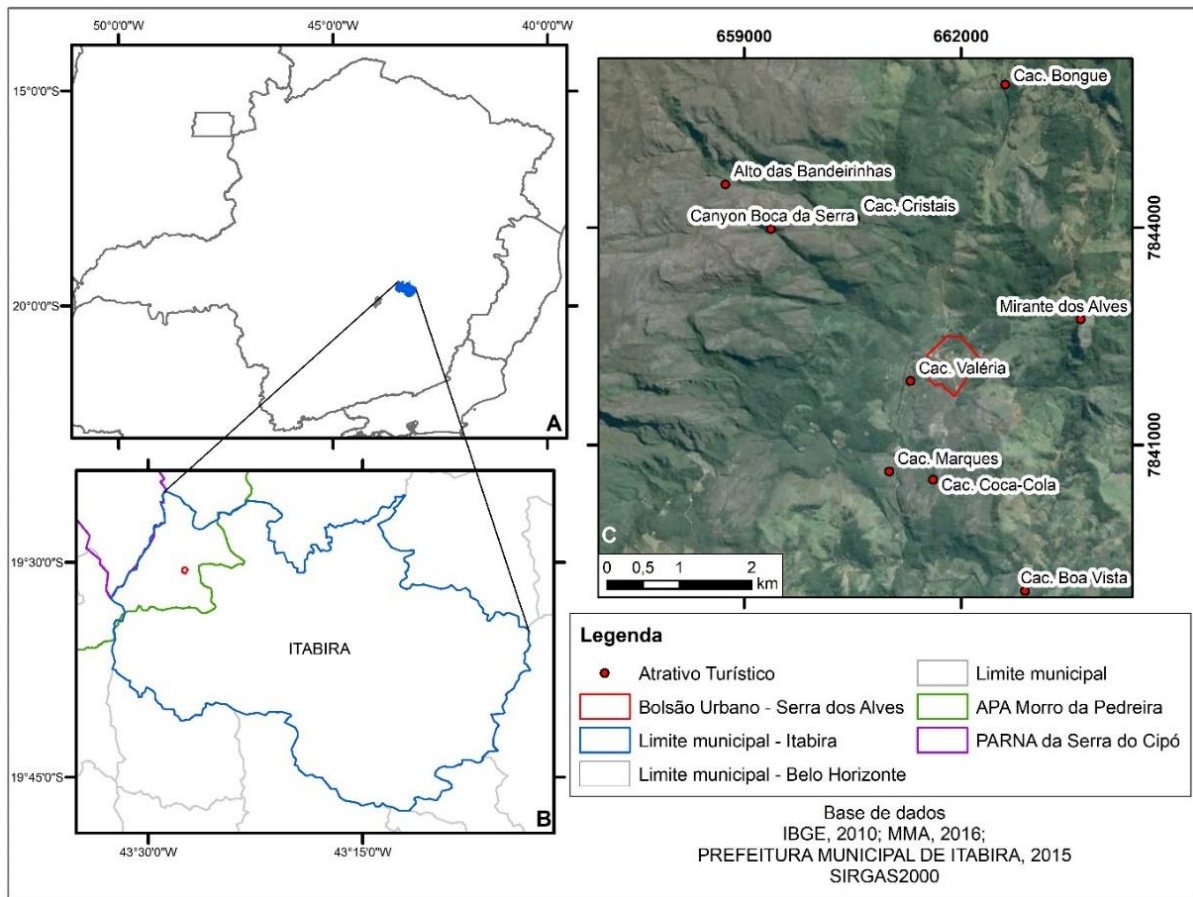 50°0'0"W
45°0'0"W
40°0'0"W
15°0'0"S
20°0'0"S
A
19°30'0"S
19°45'0"S
ITABIRA
B
43°30'0"W
43°15'0"W
659000
662000
Cac. Bongue
Alto das Bandeirinhas
Cac. Cristais
Canyon Boca da Serra
7844000
Mirante dos Alves
Cac. Valéria
7841000
Cac. Marques
Cac. Coca-Cola
C
0 0,5 1 2
km
Cac. Boa Vista
Legenda
Atrativo Turístico
Bolsão Urbano - Serra dos Alves
Limite municipal - Itabira
Limite municipal - Belo Horizonte
Limite municipal
APA Morro da Pedreira
PARNA da Serra do Cipó
Base de dados
IBGE, 2010; MMA, 2016;
PREFEITURA MUNICIPAL DE ITABIRA, 2015
SIRGAS2000